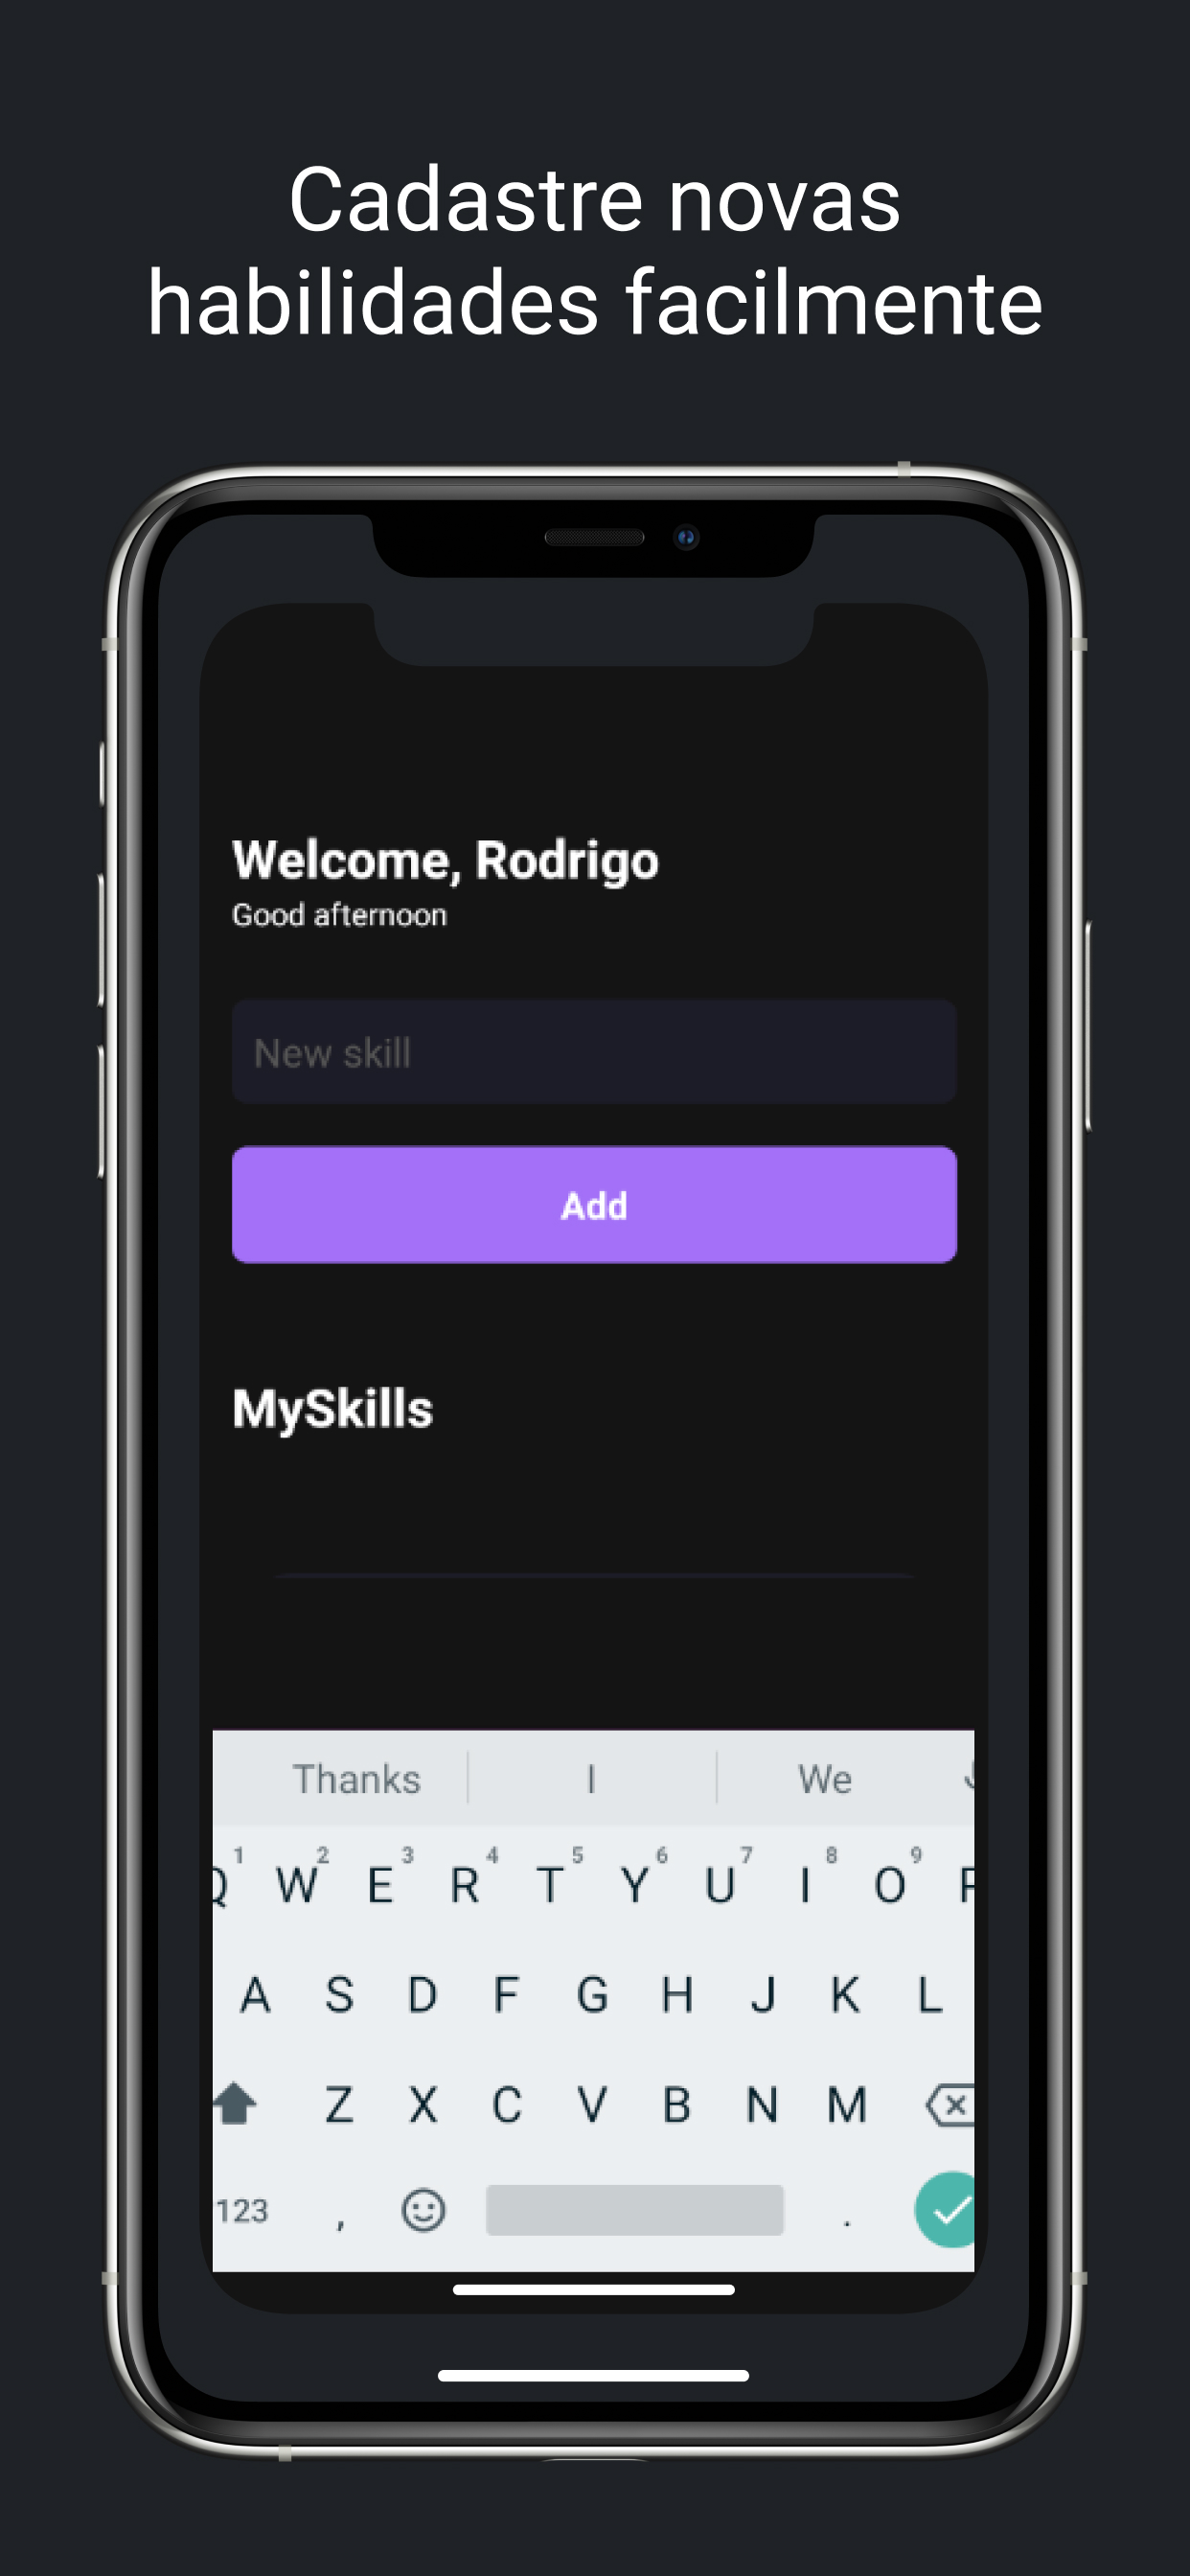 Cadastre novas
habilidades facilmente
Welcome, Rodrigo
Good afternoon
New skill
Add
MySkills
Thanks I We
1 2 3 4 5 6 7 8 9
Q W E R T Y U I O P
A S D F G H J K L
Z X C V B N M
123 , .